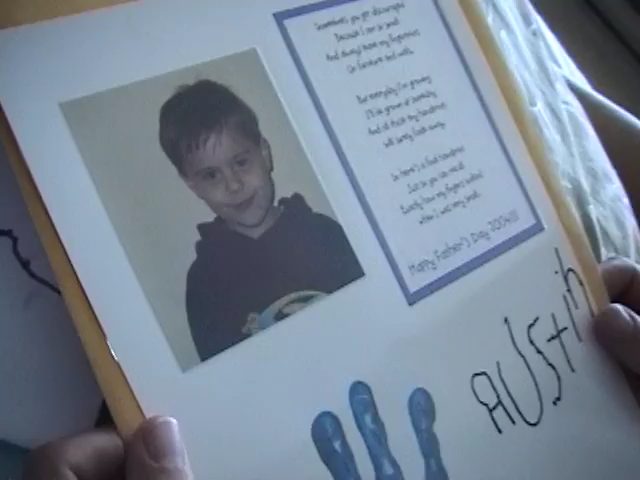 Sometimes you get discouraged
Because I am so small
And always leave my fingerprints
On furniture and walls.
But everyday I'm growing
I'll be grown up someday
And all those tiny handprints
will surely fade away.
So here's a final handprint
Just so you can recall
Exactly how my fingers looked
when I was very small.
Happy Father's Day 2004!!!
AUStin